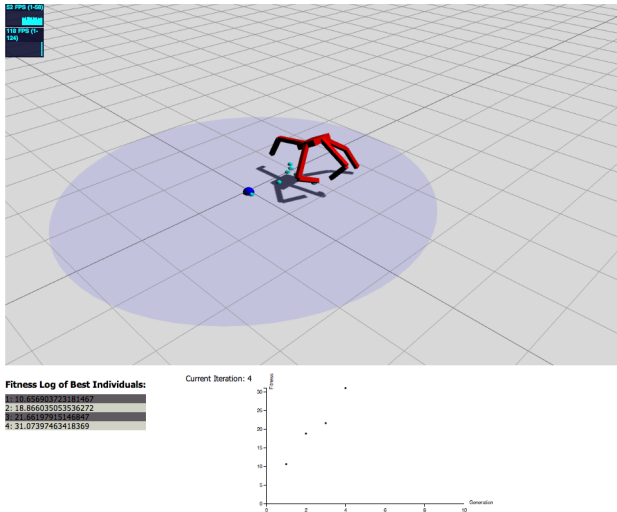 52 FPS (1-58)
118 FPS (1-
124)
Fitness Log of Best Individuals:
1: 10.656903723181467
2: 18.866035053536272
3: 21.66197915146847
4: 31.07397463418369
Current Iteration: 4
Fitness
30
25
20
15
10
5
0
0 2 4 6 8 10
Generation